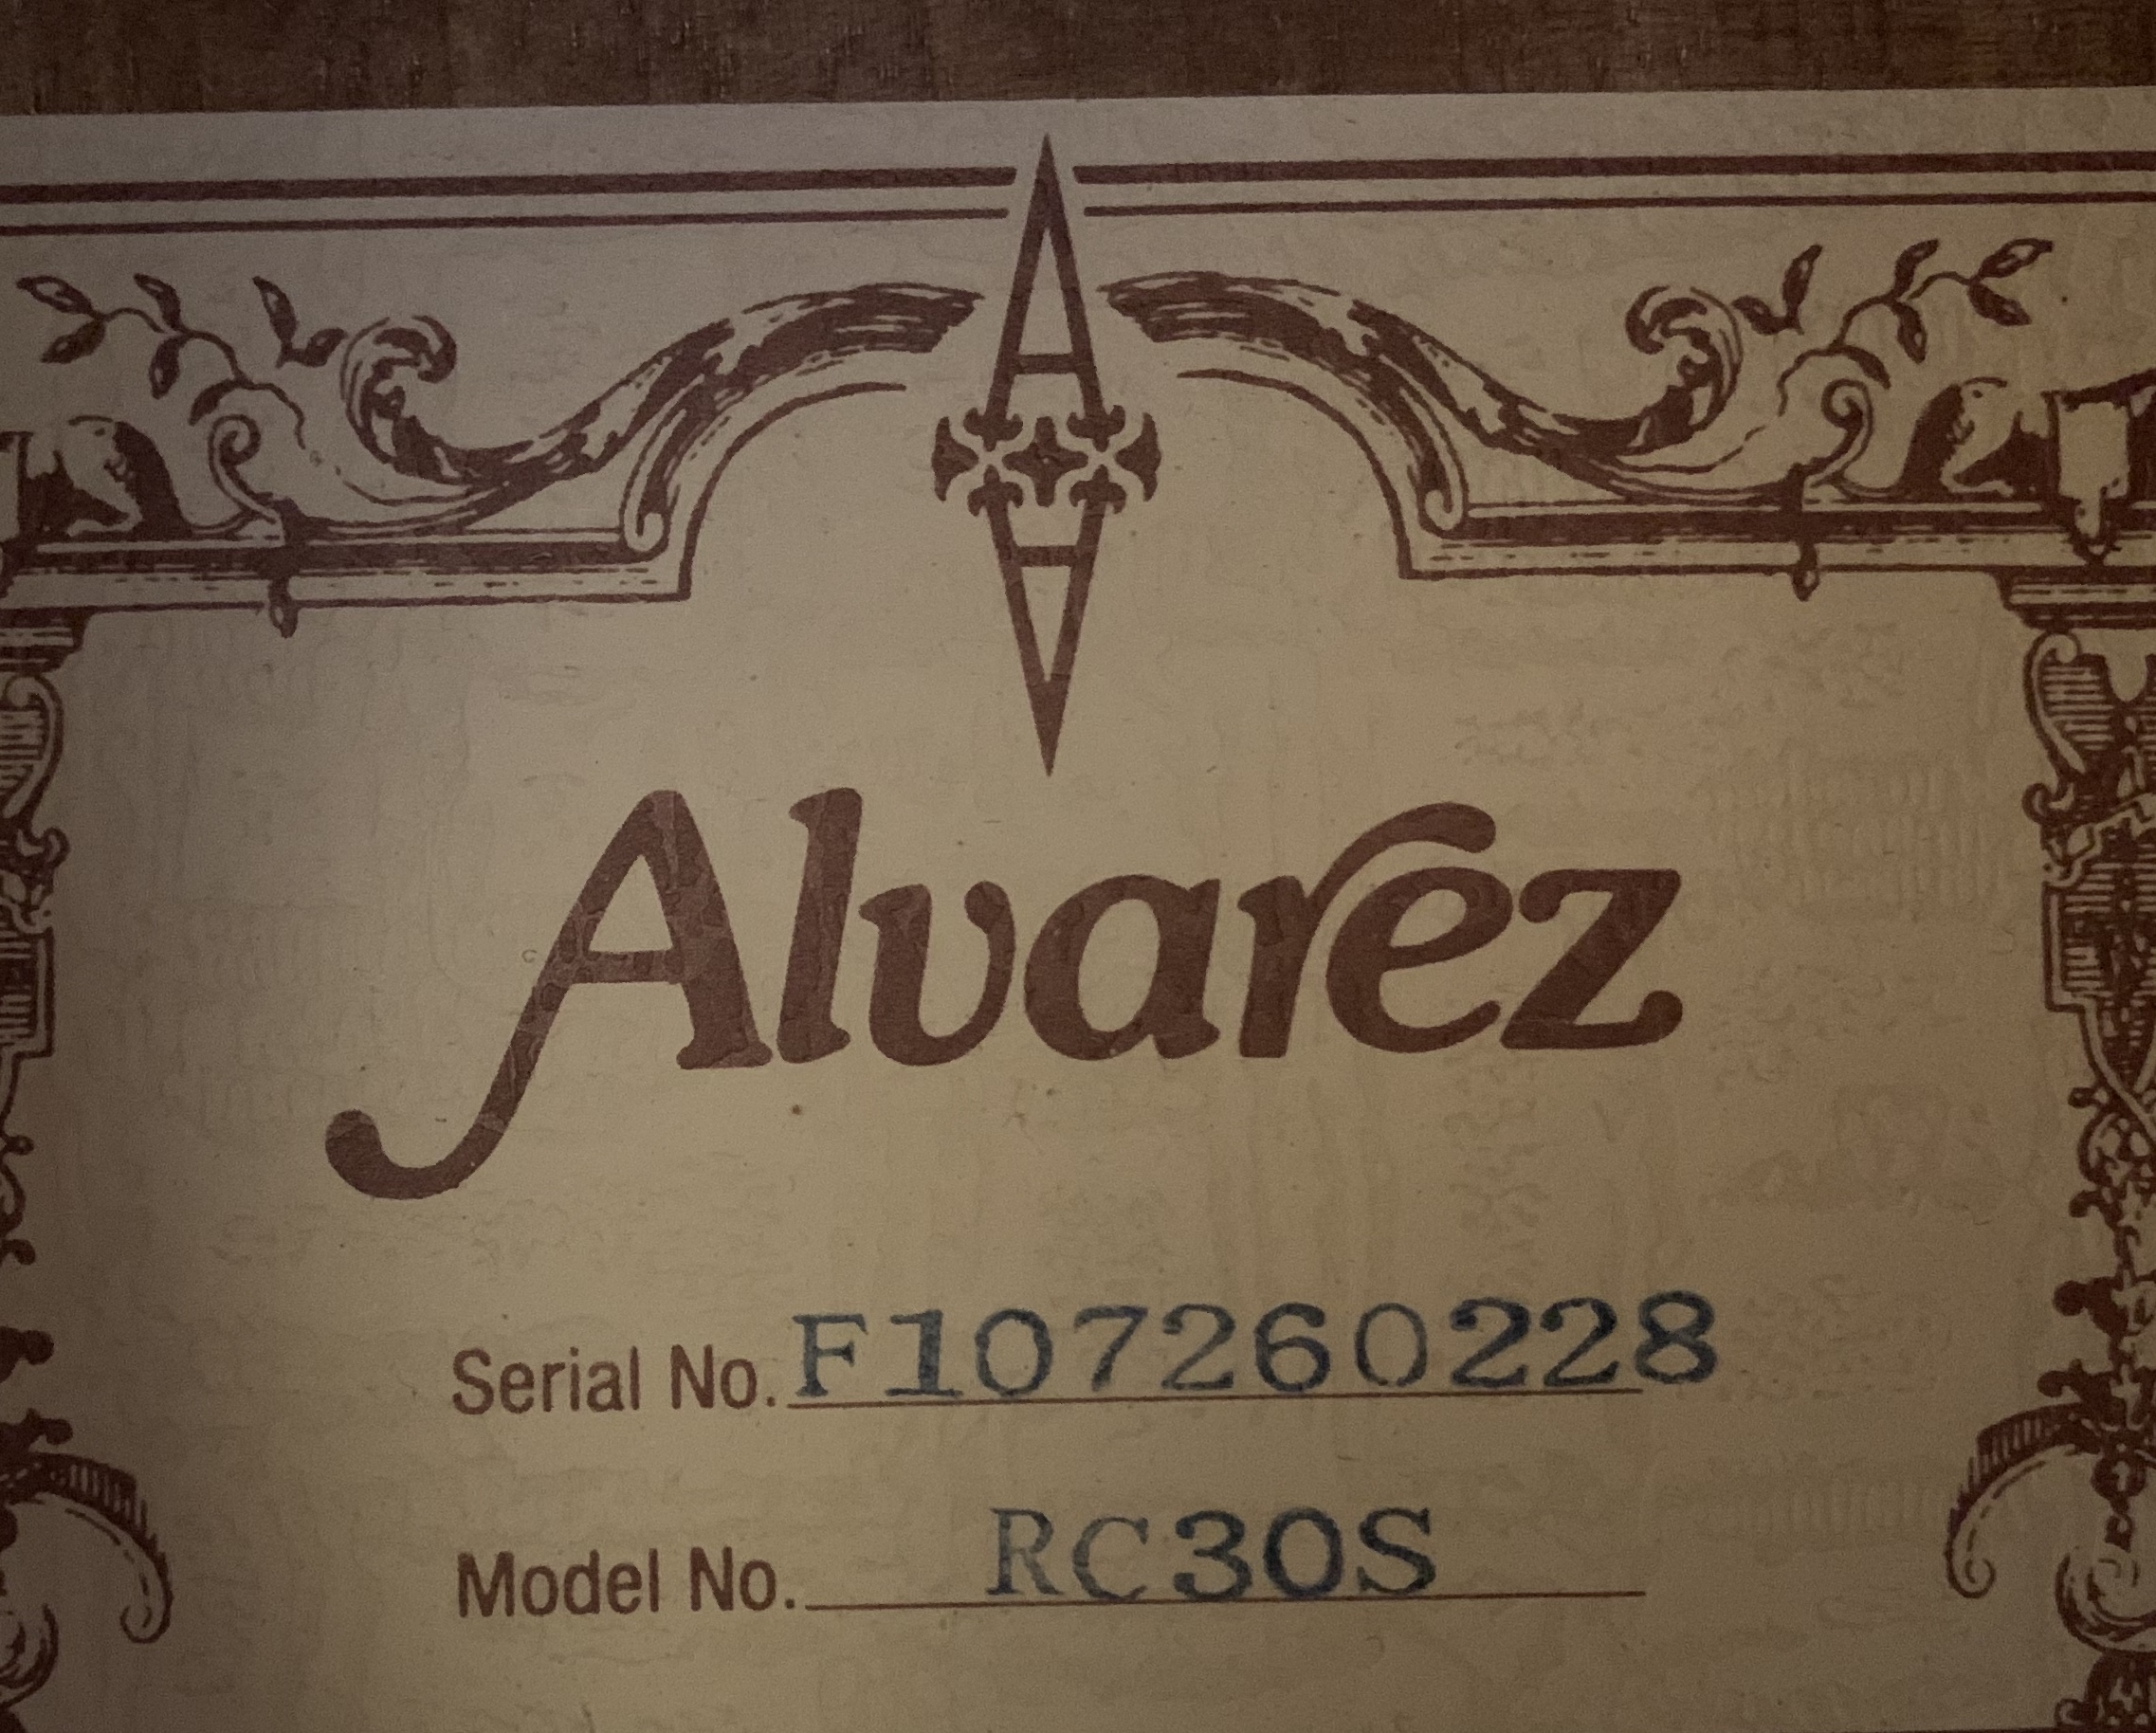 Alvarez
Serial No. F107260228
Model No. RC30S